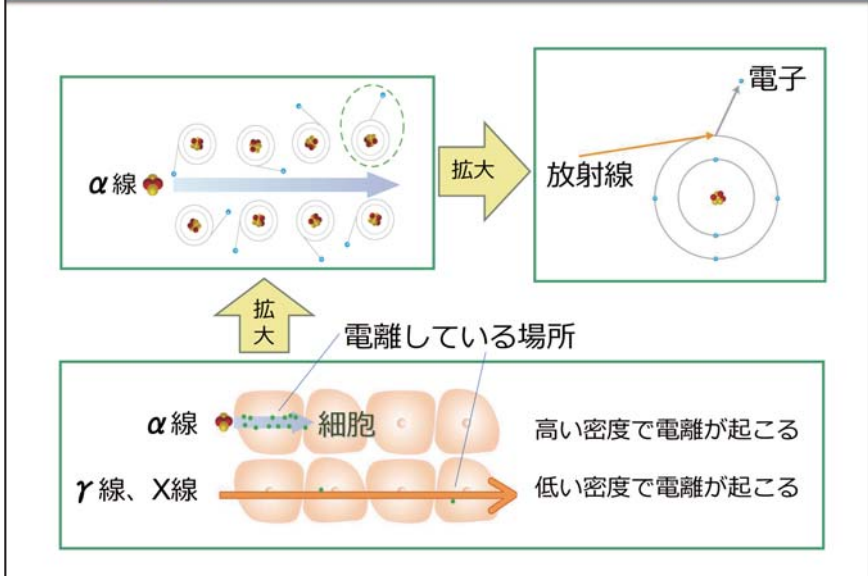 電子
α線
拡大
放射線
拡
大
電離している場所
α線
細胞
高い密度で電離が起こる
γ線、X線
低い密度で電離が起こる